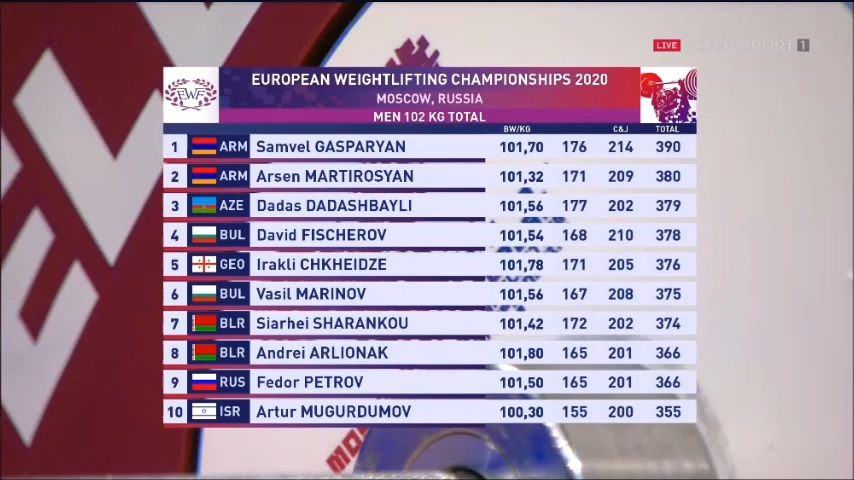 LIVE EUROSPORT 1
EWF
EUROPEAN WEIGHTLIFTING CHAMPIONSHIPS 2020
MOSCOW, RUSSIA
MEN 102 KG TOTAL
BW/KG C&J TOTAL
1 ARM Samvel GASPARYAN 101,70 176 214 390
2 ARM Arsen MARTIROSYAN 101,32 171 209 380
3 AZE Dadas DADASHBAYLI 101,56 177 202 379
4 BUL David FISCHEROV 101,54 168 210 378
5 GEO Irakli CHKHEIDZE 101,78 171 205 376
6 BUL Vasil MARINOV 101,56 167 208 375
7 BLR Siarhei SHARANKOU 101,42 172 202 374
8 BLR Andrei ARLIONAK 101,80 165 201 366
9 RUS Fedor PETROV 101,50 165 201 366
10 ISR Artur MUGURDUMOV 100,30 155 200 355